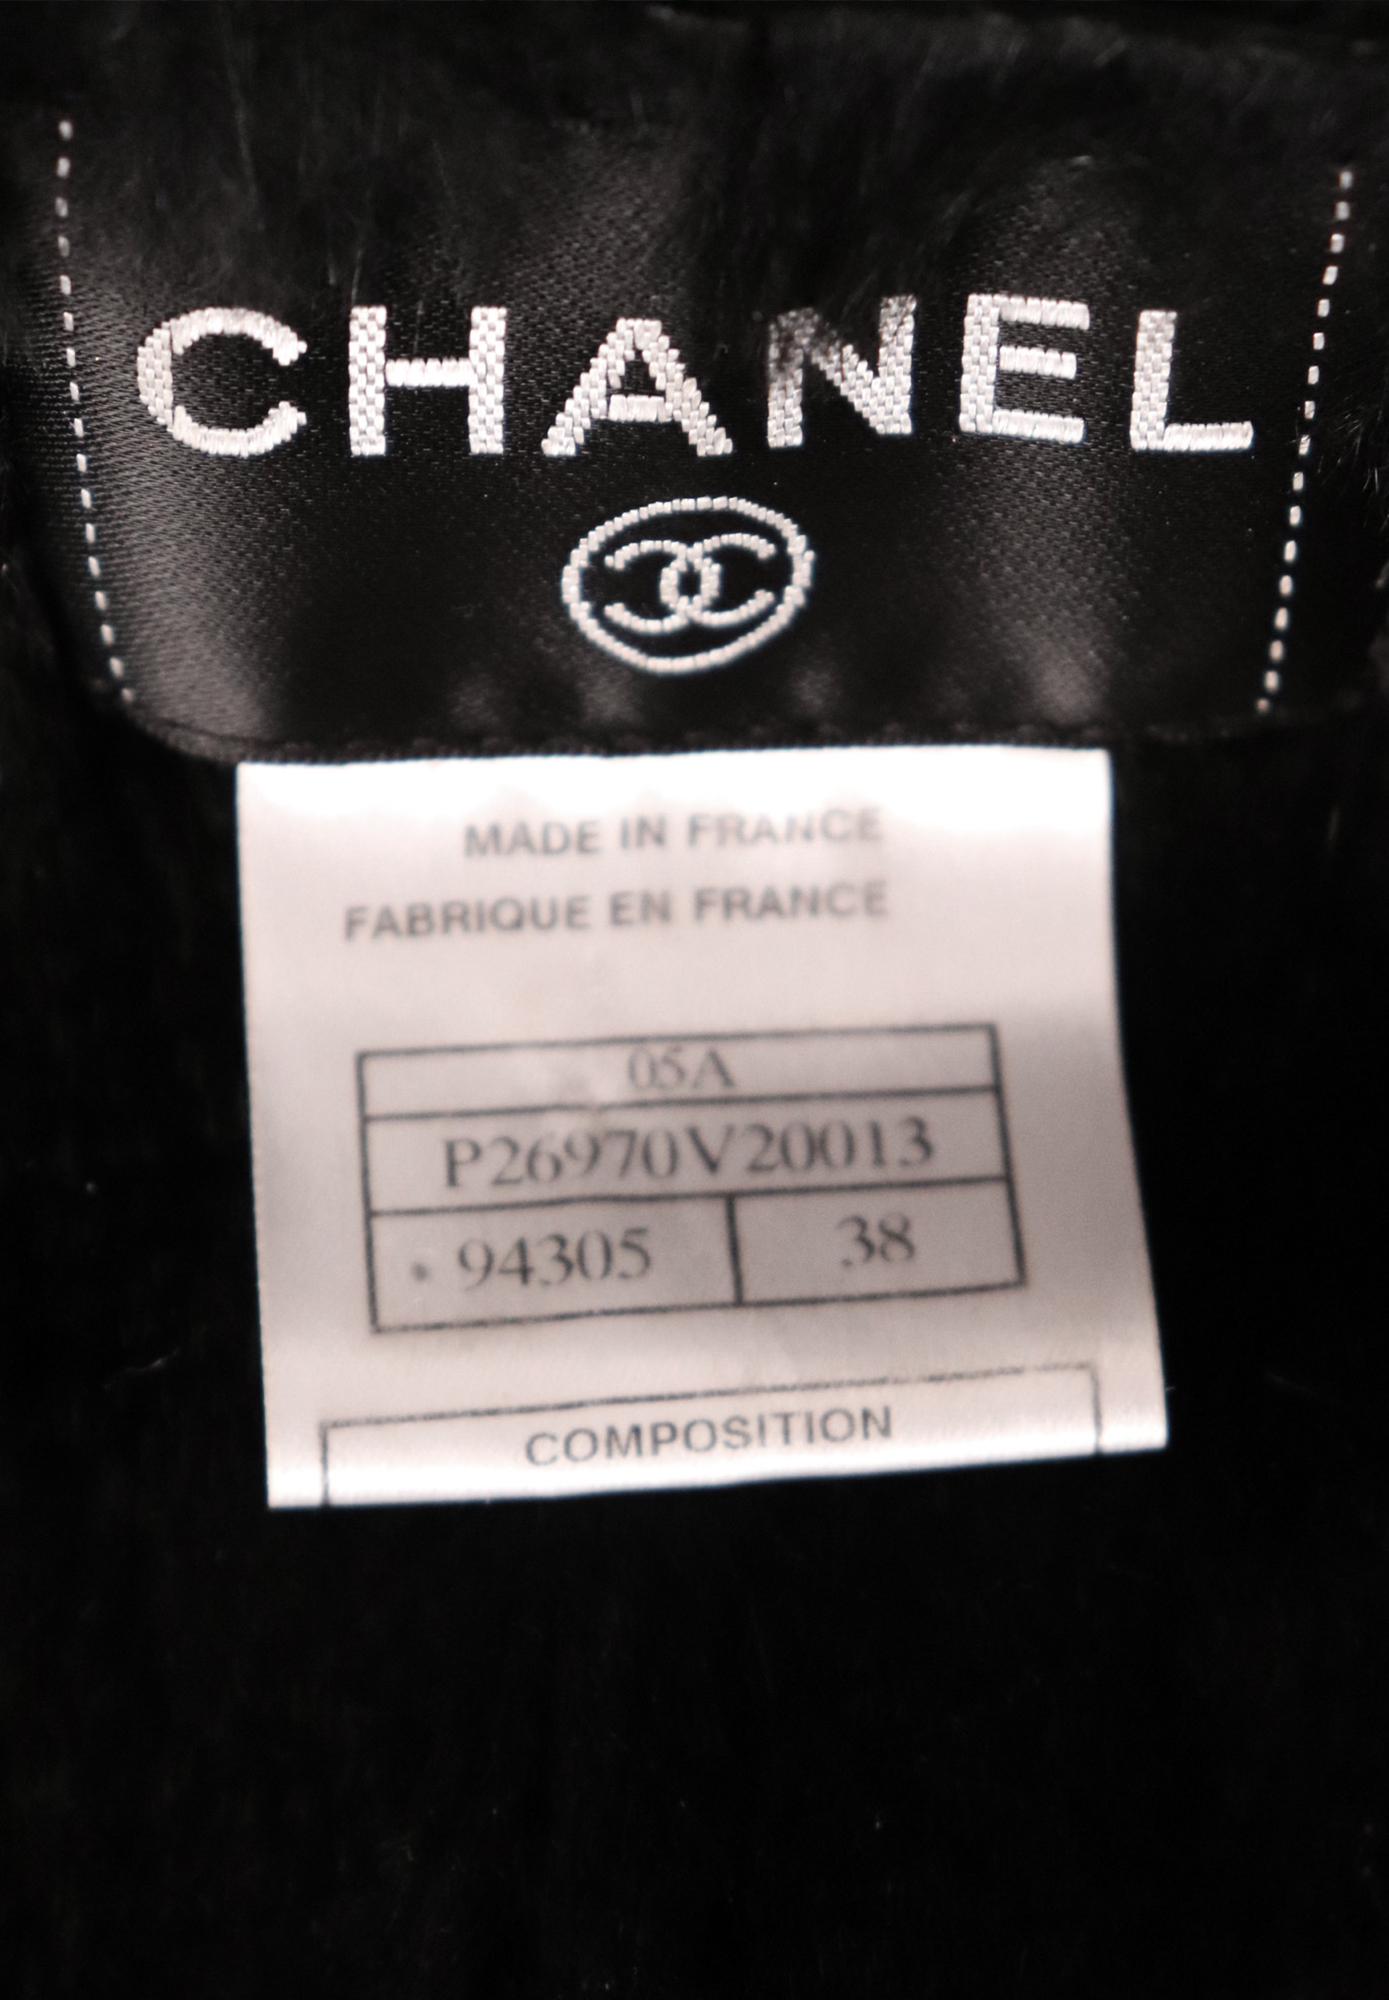 CHANEL
MADE IN FRANCE
FABRIQUE EN FRANCE
05A
P26970V20013
94305 38
COMPOSITION